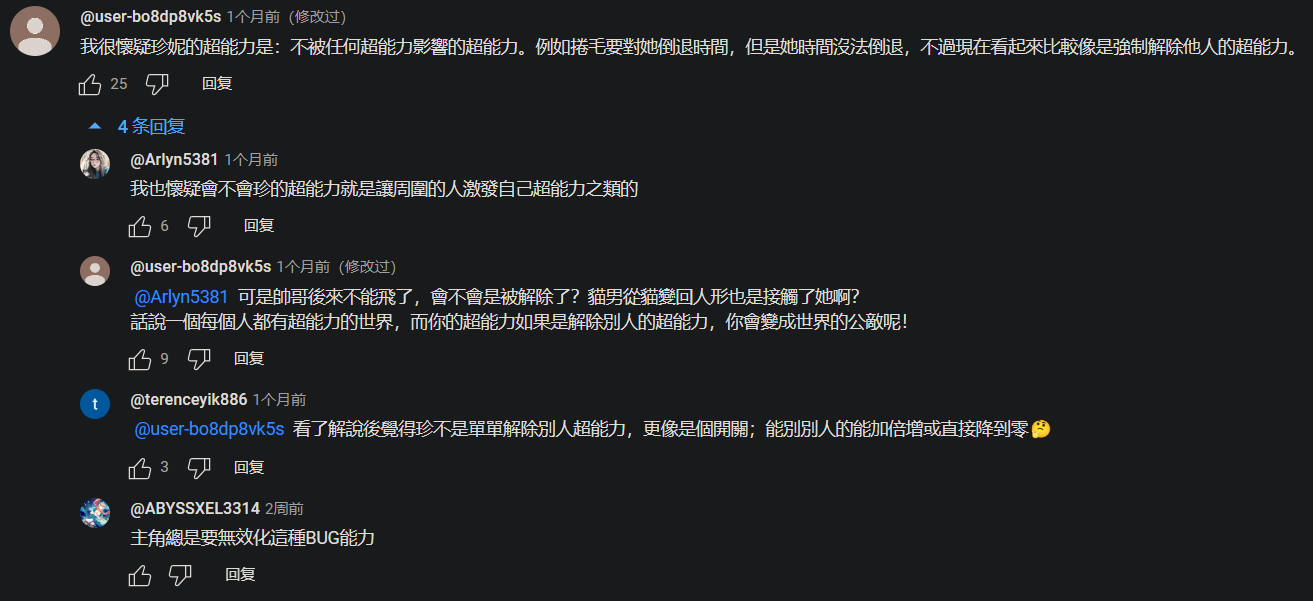 @user-bo8dp8vk5s 1个月前（修改过）
我很懷疑珍妮的超能力是：不被任何超能力影響的超能力。例如捲毛要對她倒退時間，但是她時間沒法倒退，不過現在看起來比較像是強制解除他人的超能力。
25 回复
4 条回复
@Arlyn5381 1个月前
我也懷疑會不會珍的超能力就是讓周圍的人激發自己超能力之類的
6 回复
@user-bo8dp8vk5s 1个月前（修改过）
@Arlyn5381 可是帥哥後來不能飛了，會不會是被解除了？貓男從貓變回人形也是接觸了她啊？
話說一個每個人都有超能力的世界，而你的超能力如果是解除別人的超能力，你會變成世界的公敵呢！
9 回复
t
@terenceyik886 1个月前
@user-bo8dp8vk5s 看了解說後覺得珍不是單單解除別人超能力，更像是個開關；能別別人的能加倍增或直接降到零🤔
3 回复
@ABYSSXEL3314 2周前
主角總是要無效化這種BUG能力
回复